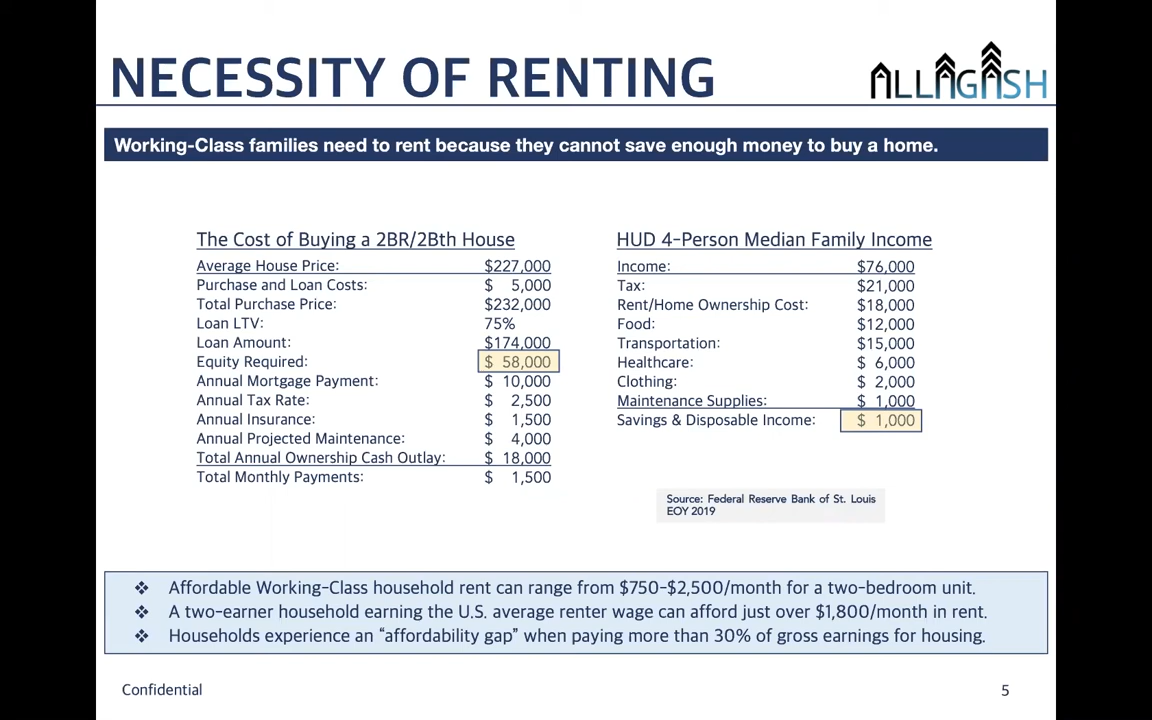 NECESSITY OF RENTING
ALLAGASH
Working-Class families need to rent because they cannot save enough money to buy a home.
The Cost of Buying a 2BR/2Bth House
Average House Price: $227,000
Purchase and Loan Costs: $ 5,000
Total Purchase Price: $232,000
Loan LTV: 75%
Loan Amount: $174,000
Equity Required: $ 58,000
Annual Mortgage Payment: $ 10,000
Annual Tax Rate: $ 2,500
Annual Insurance: $ 1,500
Annual Projected Maintenance: $ 4,000
Total Annual Ownership Cash Outlay: $ 18,000
Total Monthly Payments: $ 1,500
HUD 4-Person Median Family Income
Income: $76,000
Tax: $21,000
Rent/Home Ownership Cost: $18,000
Food: $12,000
Transportation: $15,000
Healthcare: $ 6,000
Clothing: $ 2,000
Maintenance Supplies: $ 1,000
Savings & Disposable Income: $ 1,000
Source: Federal Reserve Bank of St. Louis
EOY 2019
❖ Affordable Working-Class household rent can range from $750-$2,500/month for a two-bedroom unit.
❖ A two-earner household earning the U.S. average renter wage can afford just over $1,800/month in rent.
❖ Households experience an “affordability gap” when paying more than 30% of gross earnings for housing.
Confidential
5